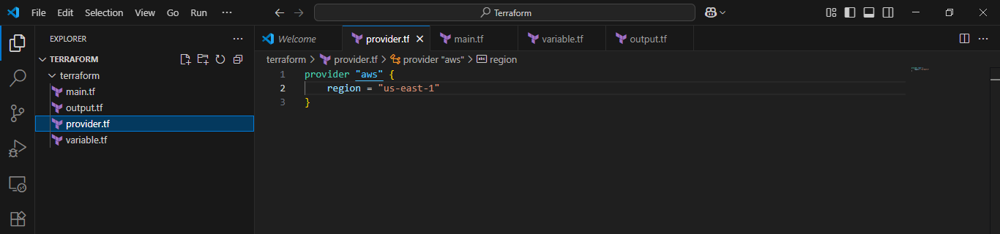 File Edit Selection View Go Run ···
Terraform
EXPLORER ···
Welcome provider.tf main.tf variable.tf output.tf ···
TERRAFORM
terraform > provider.tf > provider "aws" > abc region
terraform
main.tf
output.tf
provider.tf
variable.tf
1 provider "aws" {
2 region = "us-east-1"
3 }